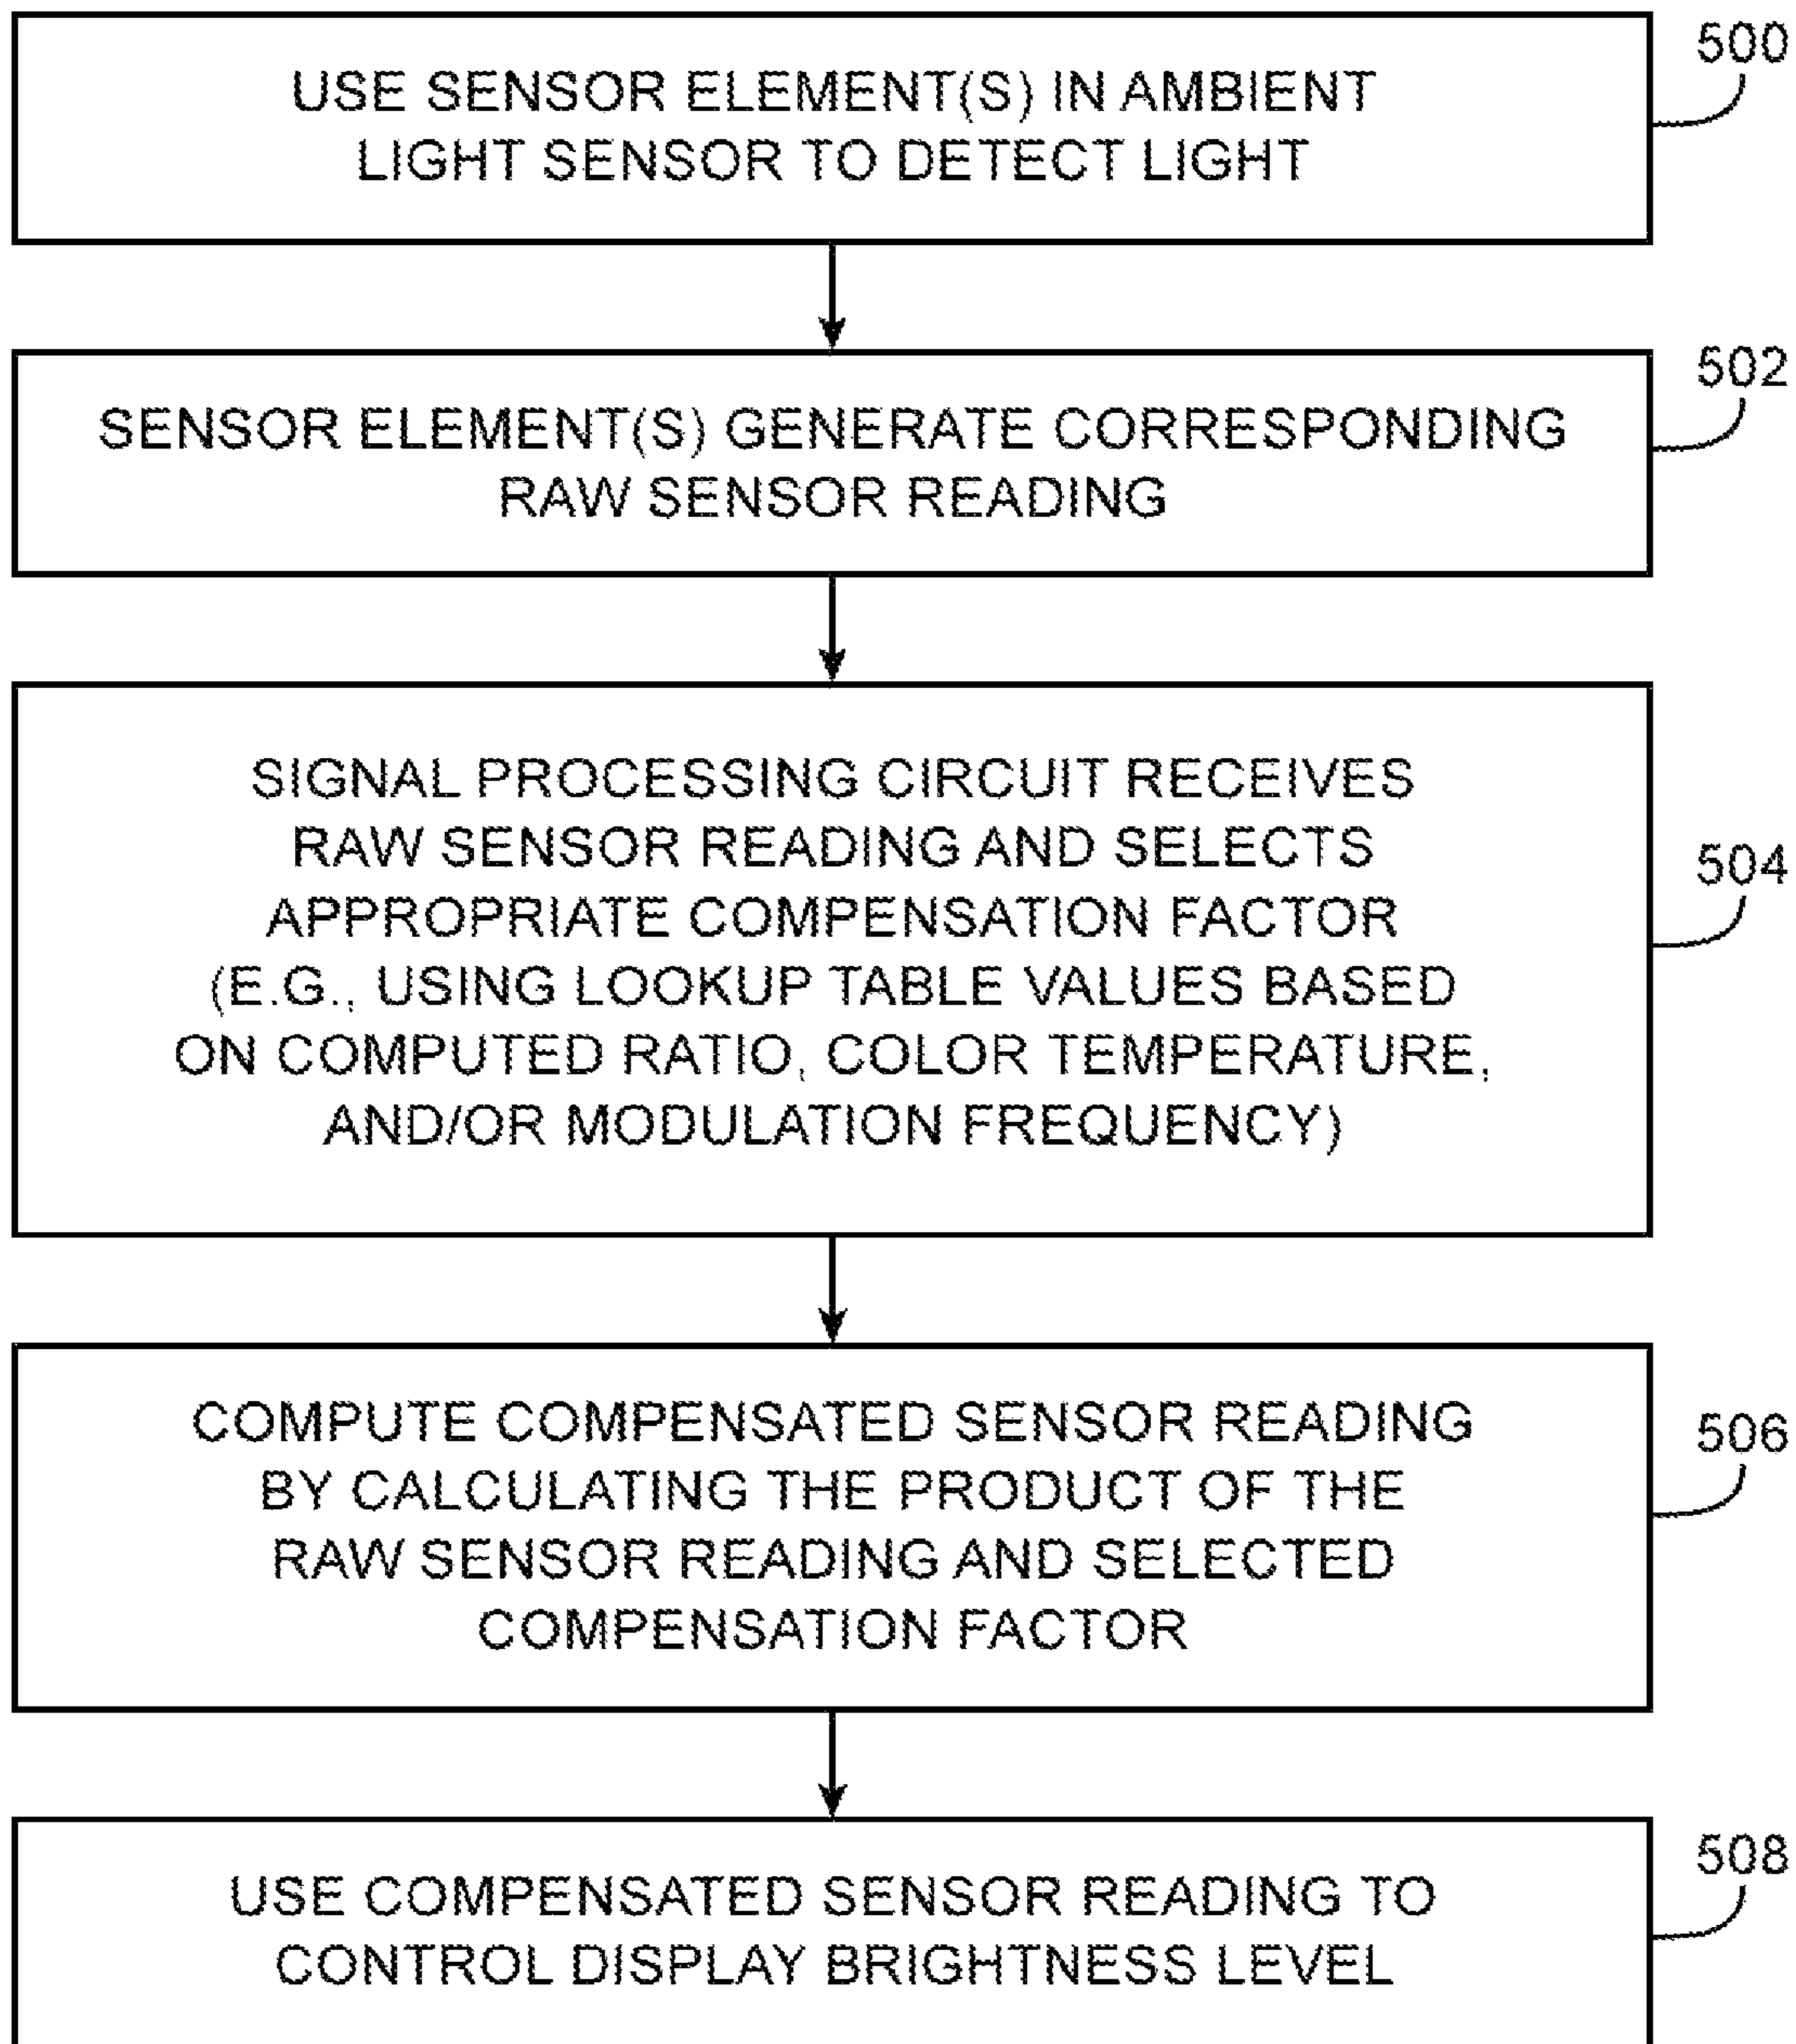 USE SENSOR ELEMENT(S) IN AMBIENT
LIGHT SENSOR TO DETECT LIGHT
500
SENSOR ELEMENT(S) GENERATE CORRESPONDING
RAW SENSOR READING
502
SIGNAL PROCESSING CIRCUIT RECEIVES
RAW SENSOR READING AND SELECTS
APPROPRIATE COMPENSATION FACTOR
(E.G., USING LOOKUP TABLE VALUES BASED
ON COMPUTED RATIO, COLOR TEMPERATURE,
AND/OR MODULATION FREQUENCY)
504
COMPUTE COMPENSATED SENSOR READING
BY CALCULATING THE PRODUCT OF THE
RAW SENSOR READING AND SELECTED
COMPENSATION FACTOR
506
USE COMPENSATED SENSOR READING TO
CONTROL DISPLAY BRIGHTNESS LEVEL
508